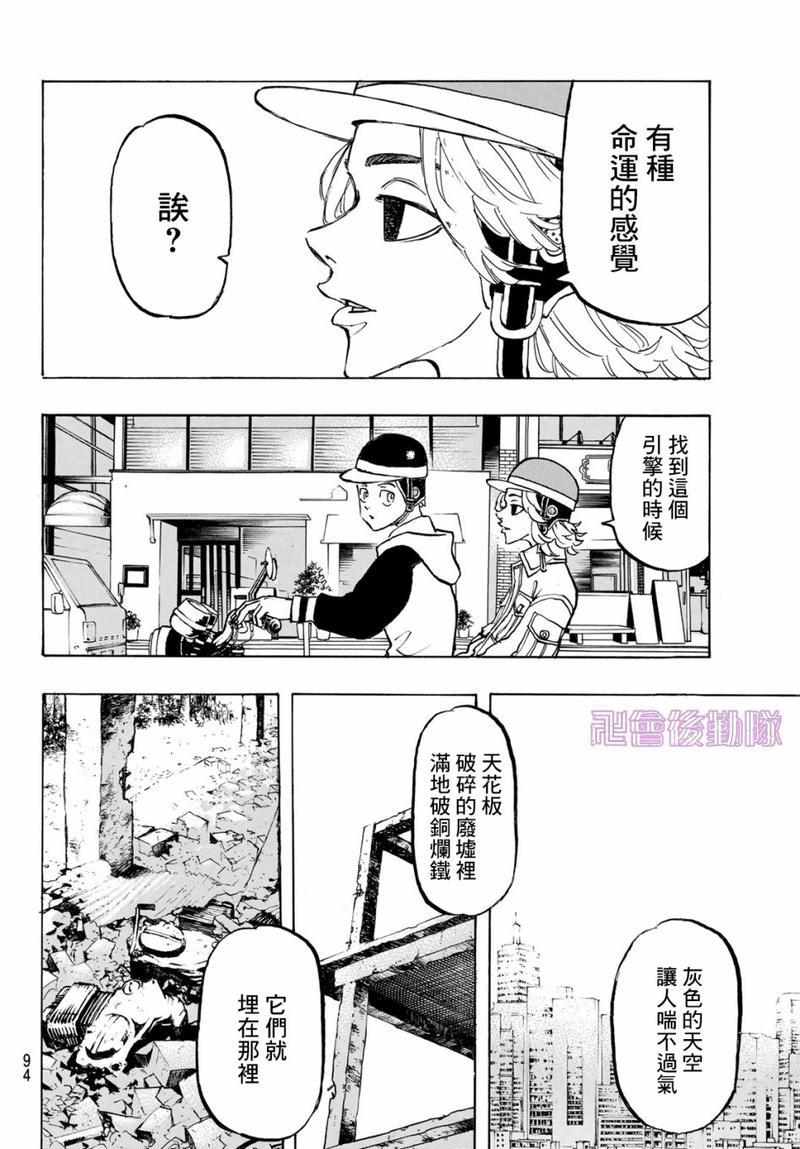 有種
命運的感覺
誒？
找到這個
引擎的時候
卍會後勤隊
灰色的天空
讓人喘不過氣
天花板
破碎的廢墟裡
滿地破銅爛鐵
它們就
埋在那裡
94